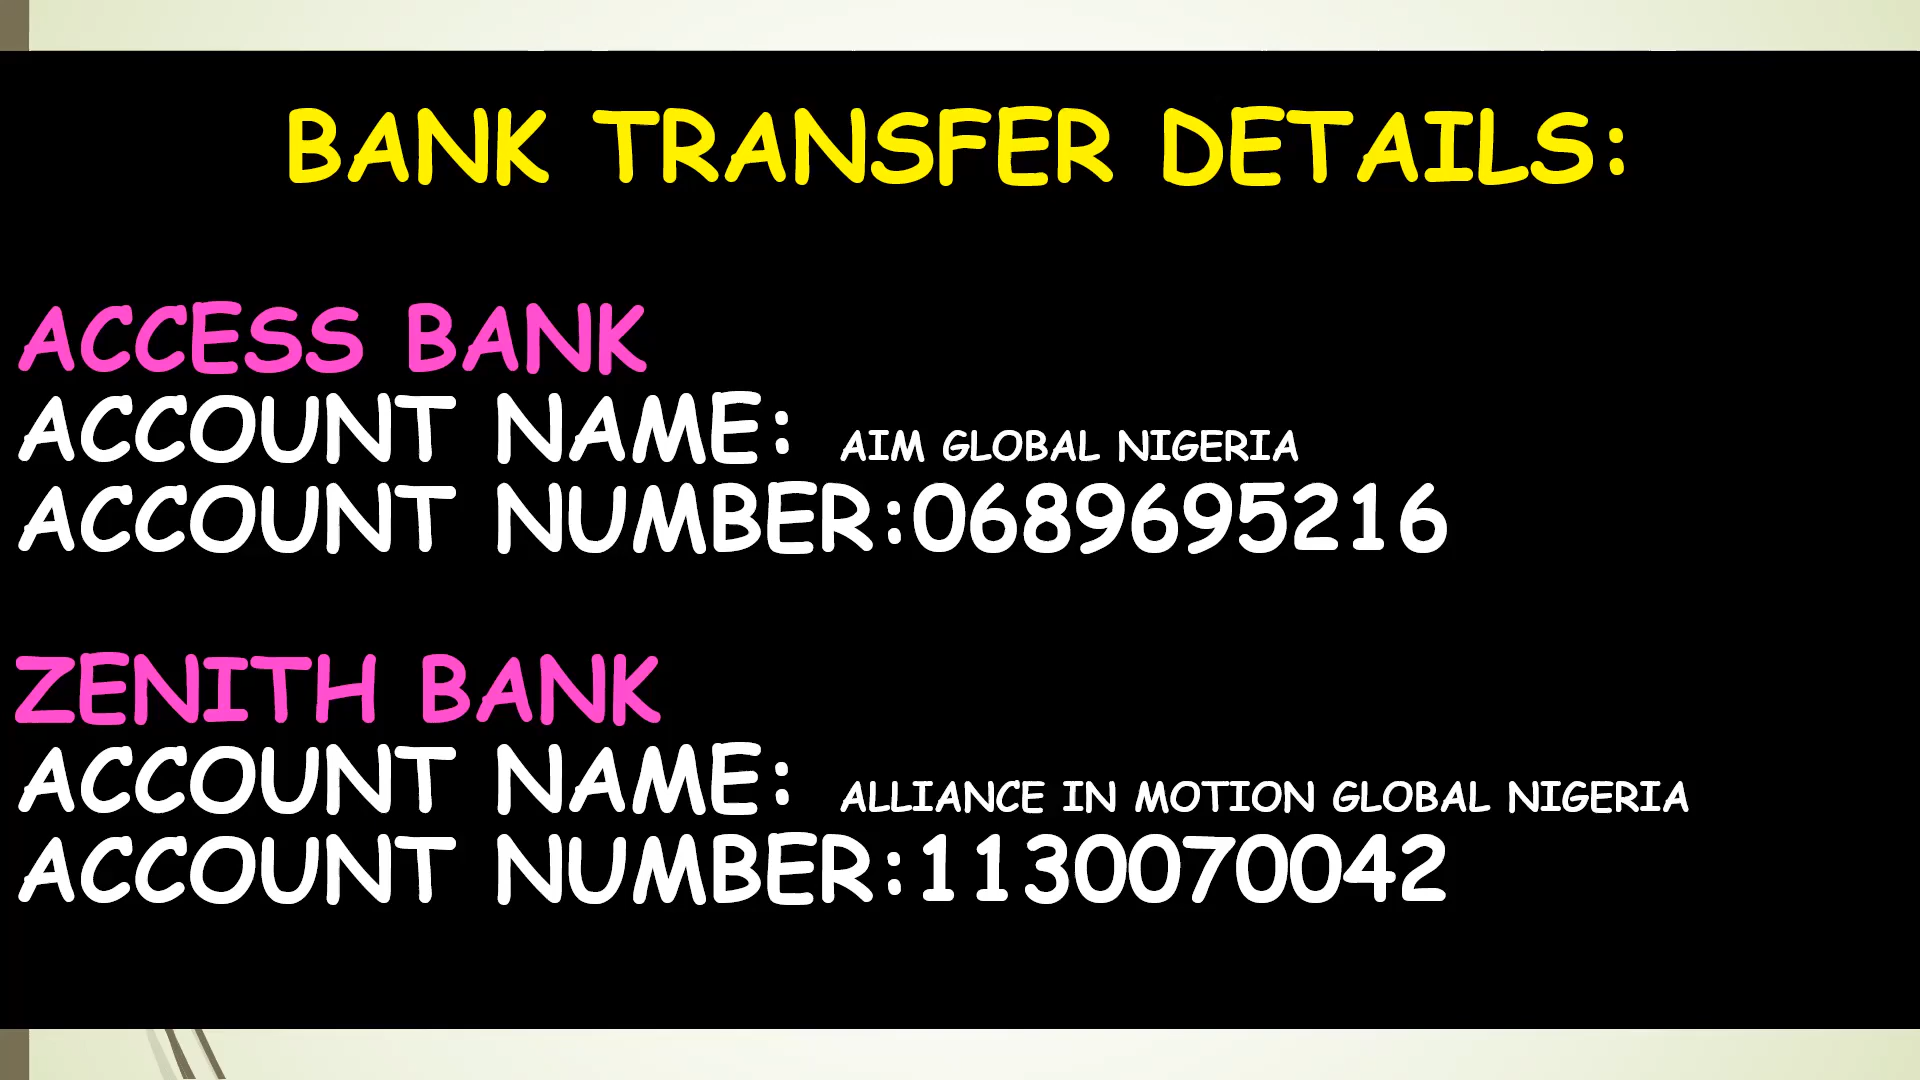 BANK TRANSFER DETAILS:
ACCESS BANK
ACCOUNT NAME: AIM GLOBAL NIGERIA
ACCOUNT NUMBER:0689695216
ZENITH BANK
ACCOUNT NAME: ALLIANCE IN MOTION GLOBAL NIGERIA
ACCOUNT NUMBER:1130070042